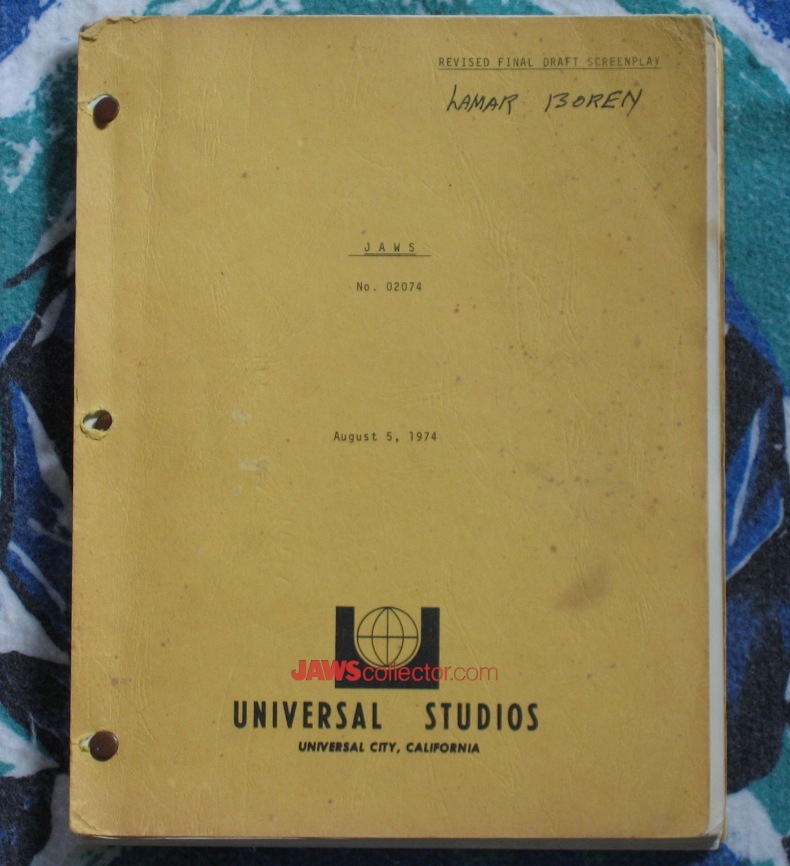 REVISED FINAL DRAFT SCREENPLAY
LAMAR BOREN
JAWS
No. 02074
August 5, 1974
JAWScollector.com
UNIVERSAL STUDIOS
UNIVERSAL CITY, CALIFORNIA